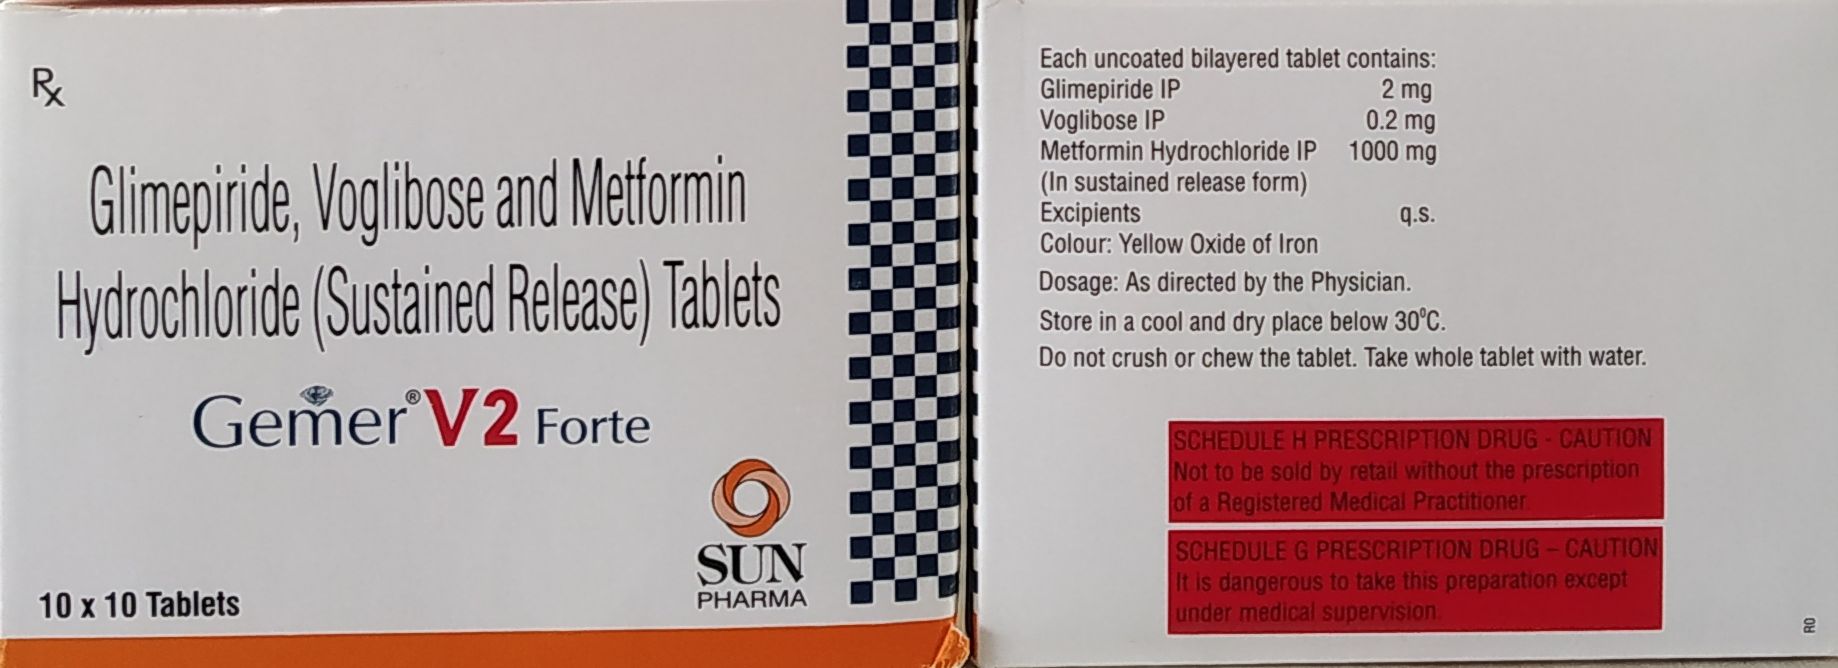 Rx
Glimepiride, Voglibose and Metformin
Hydrochloride (Sustained Release) Tablets
Gemer® V2 Forte
SUN
PHARMA
10 x 10 Tablets
Each uncoated bilayered tablet contains:
Glimepiride IP 2 mg
Voglibose IP 0.2 mg
Metformin Hydrochloride IP 1000 mg
(In sustained release form)
Excipients q.s.
Colour: Yellow Oxide of Iron
Dosage: As directed by the Physician.
Store in a cool and dry place below 30⁰C.
Do not crush or chew the tablet. Take whole tablet with water.
SCHEDULE H PRESCRIPTION DRUG - CAUTION
Not to be sold by retail without the prescription
of a Registered Medical Practitioner.
SCHEDULE G PRESCRIPTION DRUG – CAUTION
It is dangerous to take this preparation except
under medical supervision.
R0